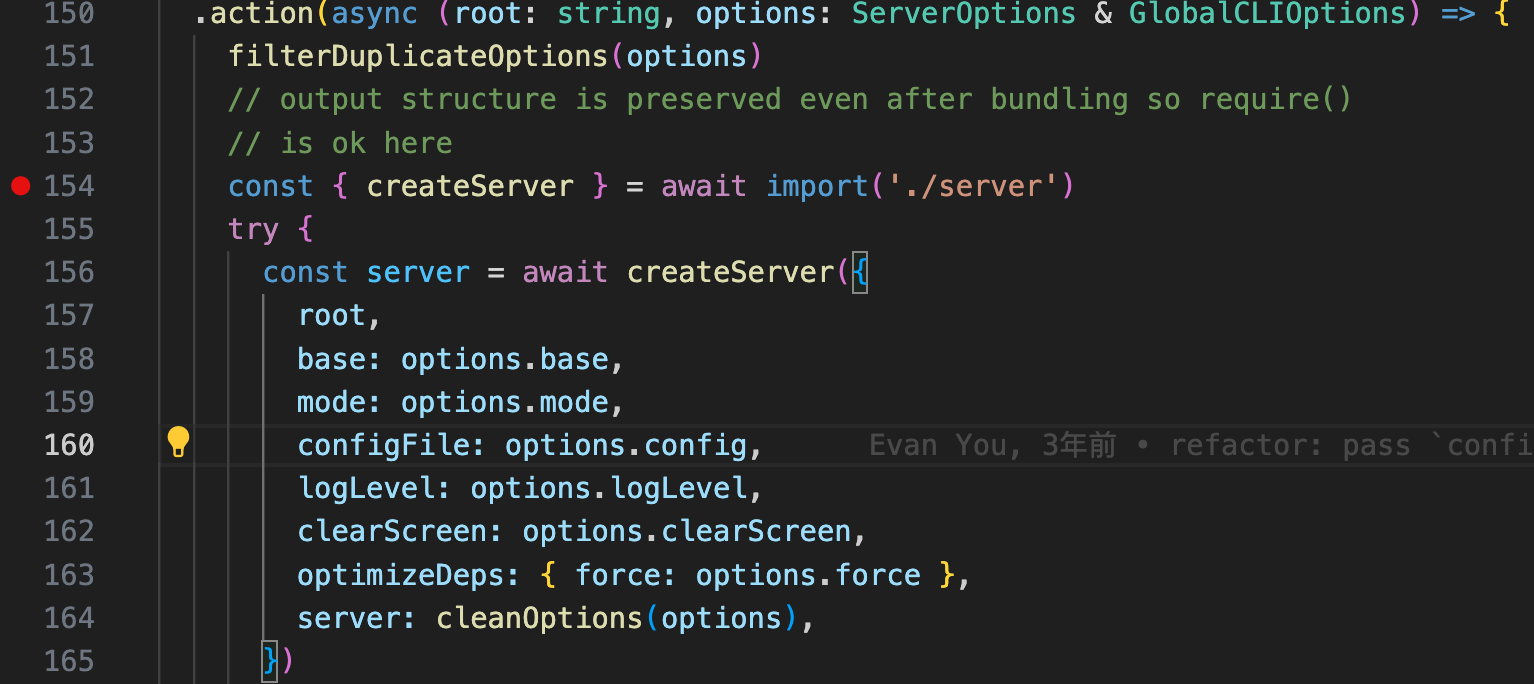 150 .action(async (root: string, options: ServerOptions & GlobalCLIOptions) => {
151 filterDuplicateOptions(options)
152 // output structure is preserved even after bundling so require()
153 // is ok here
154 const { createServer } = await import('./server')
155 try {
156 const server = await createServer({
157 root,
158 base: options.base,
159 mode: options.mode,
160 configFile: options.config, Evan You, 3年前 • refactor: pass `confi
161 logLevel: options.logLevel,
162 clearScreen: options.clearScreen,
163 optimizeDeps: { force: options.force },
164 server: cleanOptions(options),
165 })